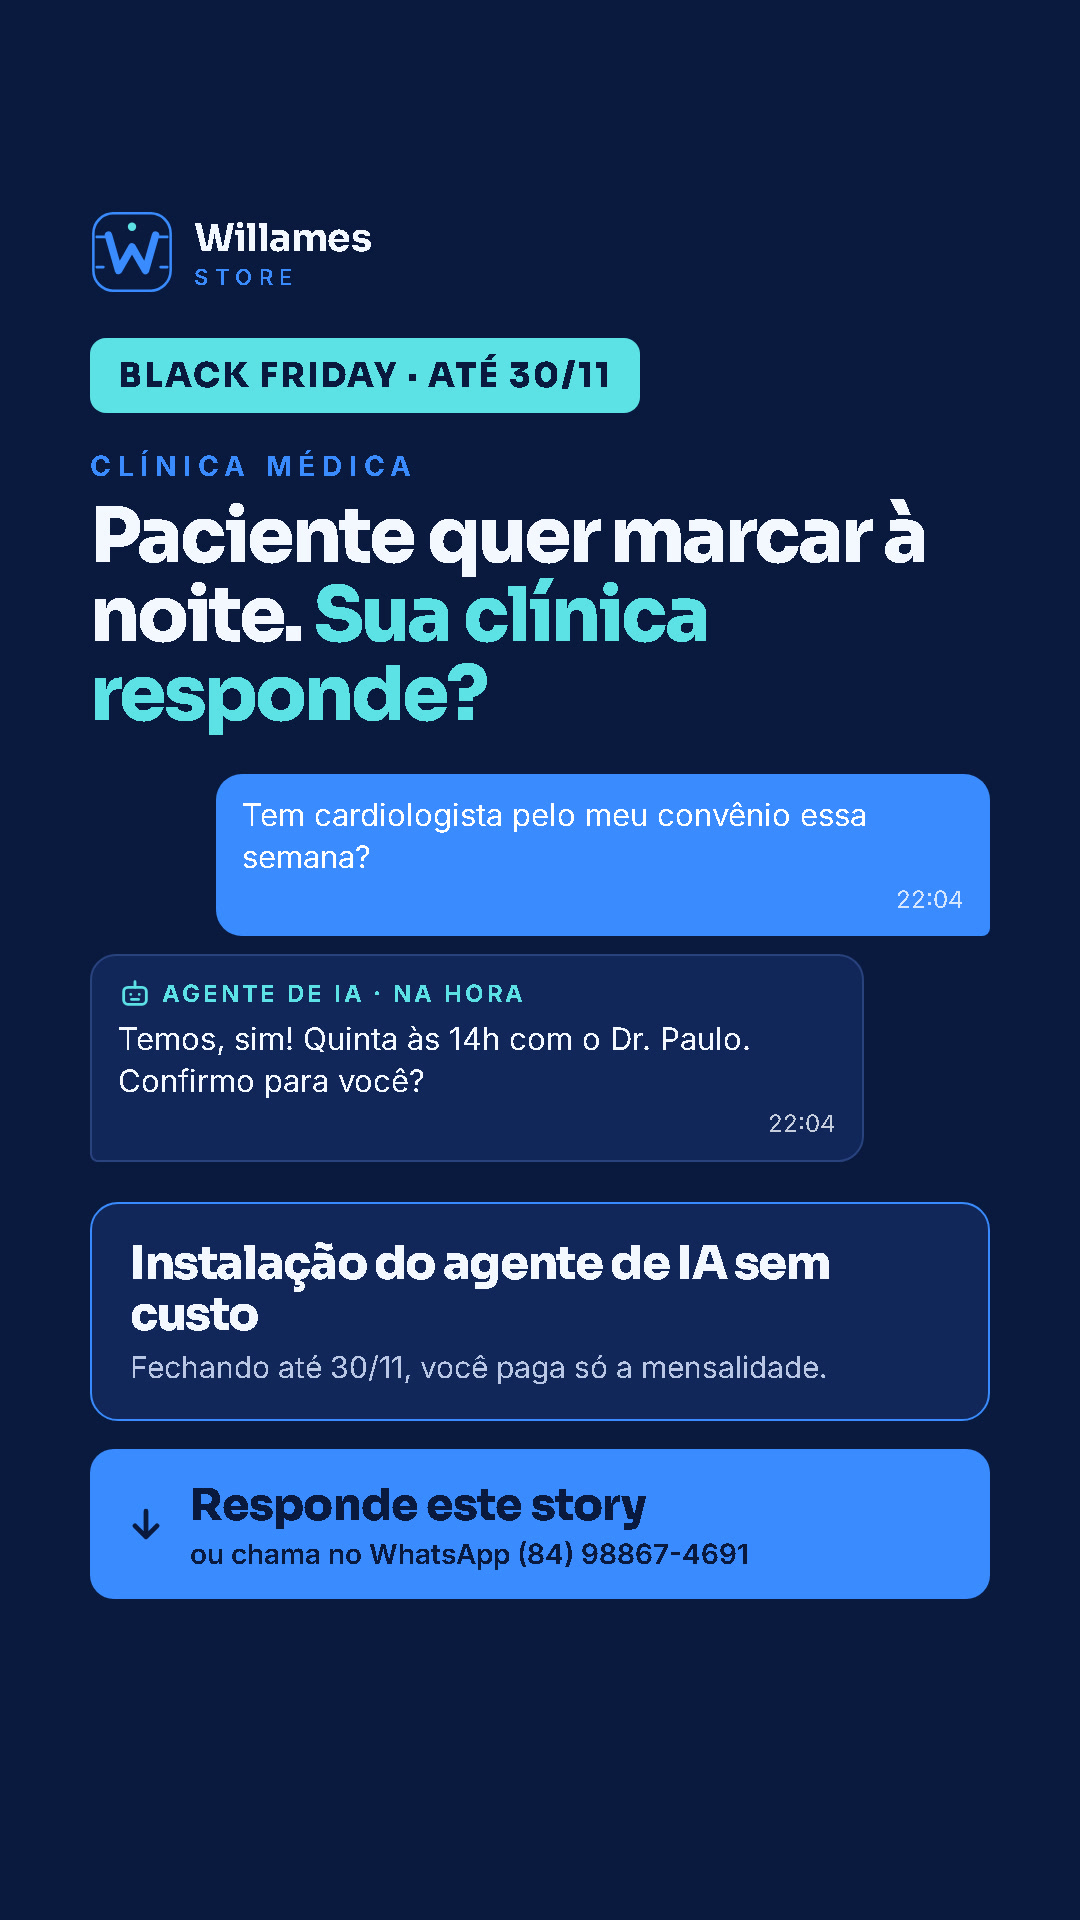 Willames
STORE
BLACK FRIDAY · ATÉ 30/11
CLÍNICA MÉDICA
Paciente quer marcar à
noite. Sua clínica
responde?
Tem cardiologista pelo meu convênio essa
semana?
22:04
AGENTE DE IA · NA HORA
Temos, sim! Quinta às 14h com o Dr. Paulo.
Confirmo para você?
22:04
Instalação do agente de IA sem
custo
Fechando até 30/11, você paga só a mensalidade.
Responde este story
ou chama no WhatsApp (84) 98867-4691